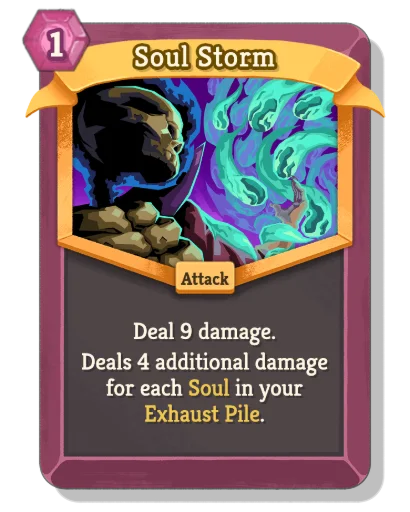 1
Soul Storm
Attack
Deal 9 damage.
Deals 4 additional damage
for each Soul in your
Exhaust Pile.